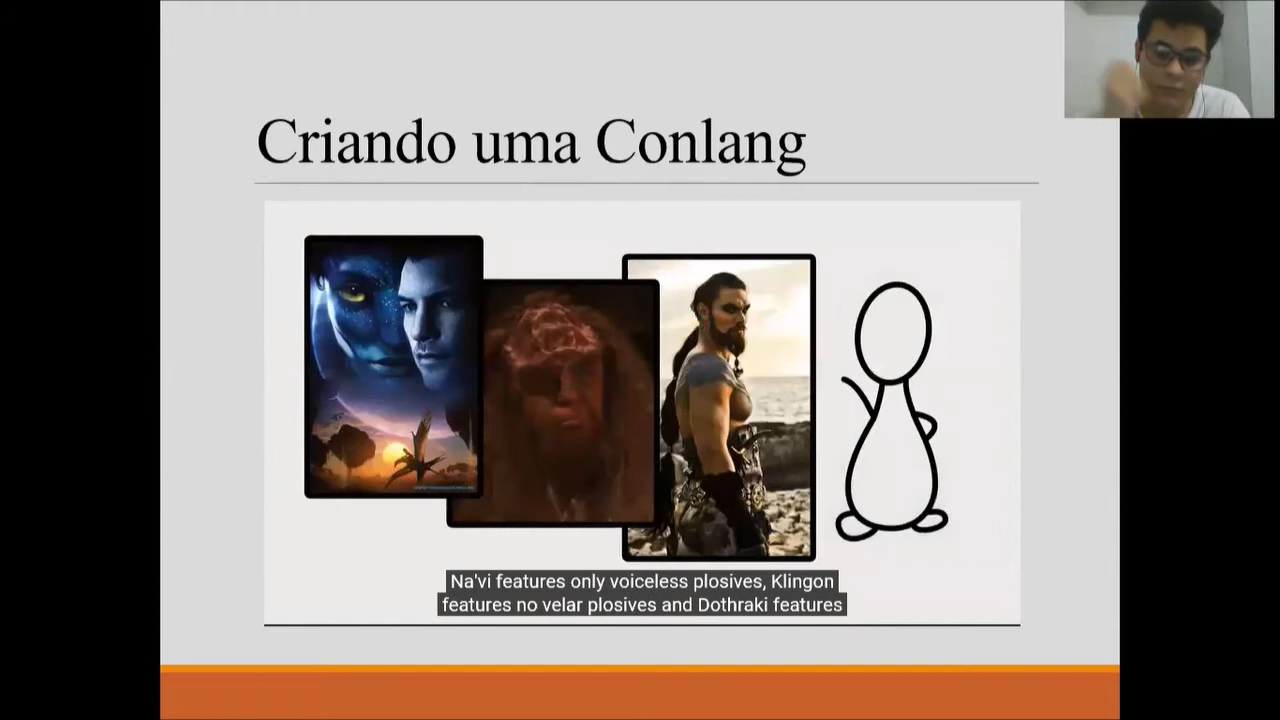 Criando uma Conlang
Na'vi features only voiceless plosives, Klingon
features no velar plosives and Dothraki features